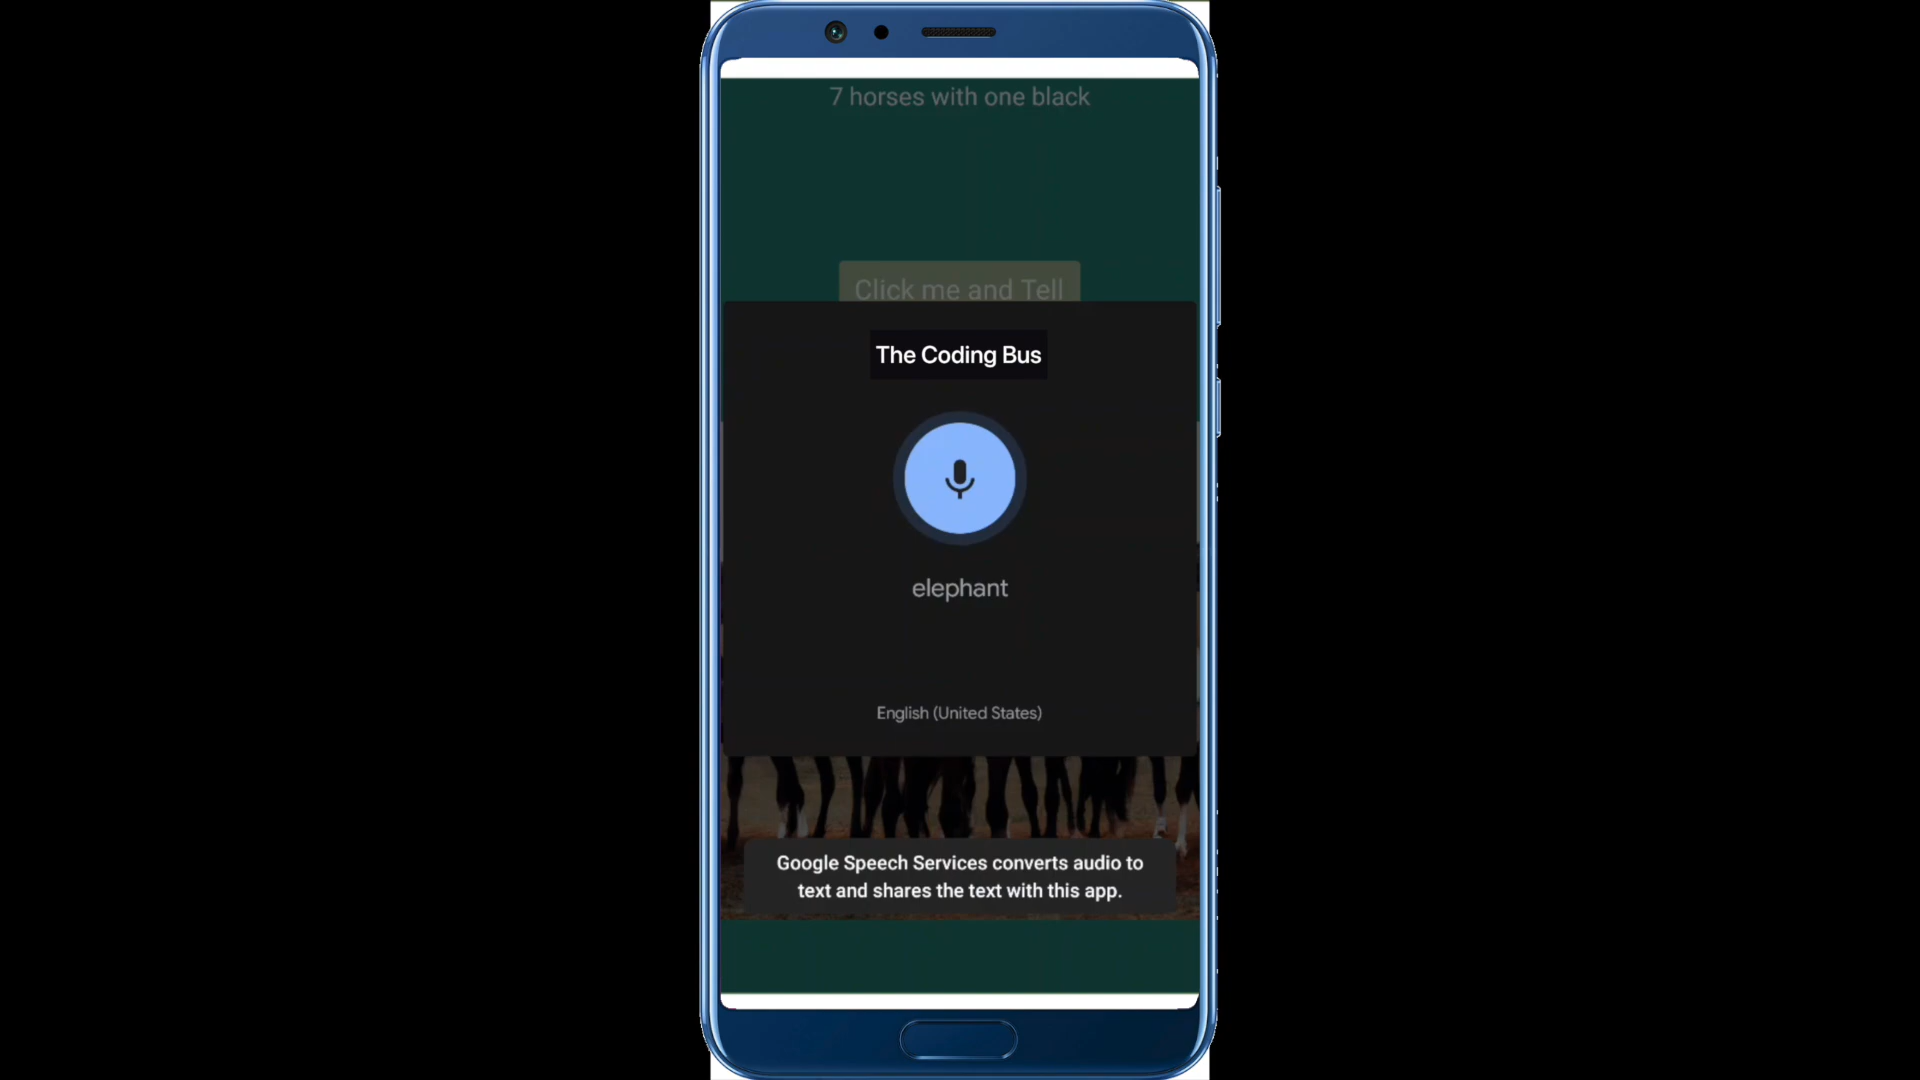 7 horses with one black
Click me and Tell
The Coding Bus
elephant
English (United States)
Google Speech Services converts audio to
text and shares the text with this app.